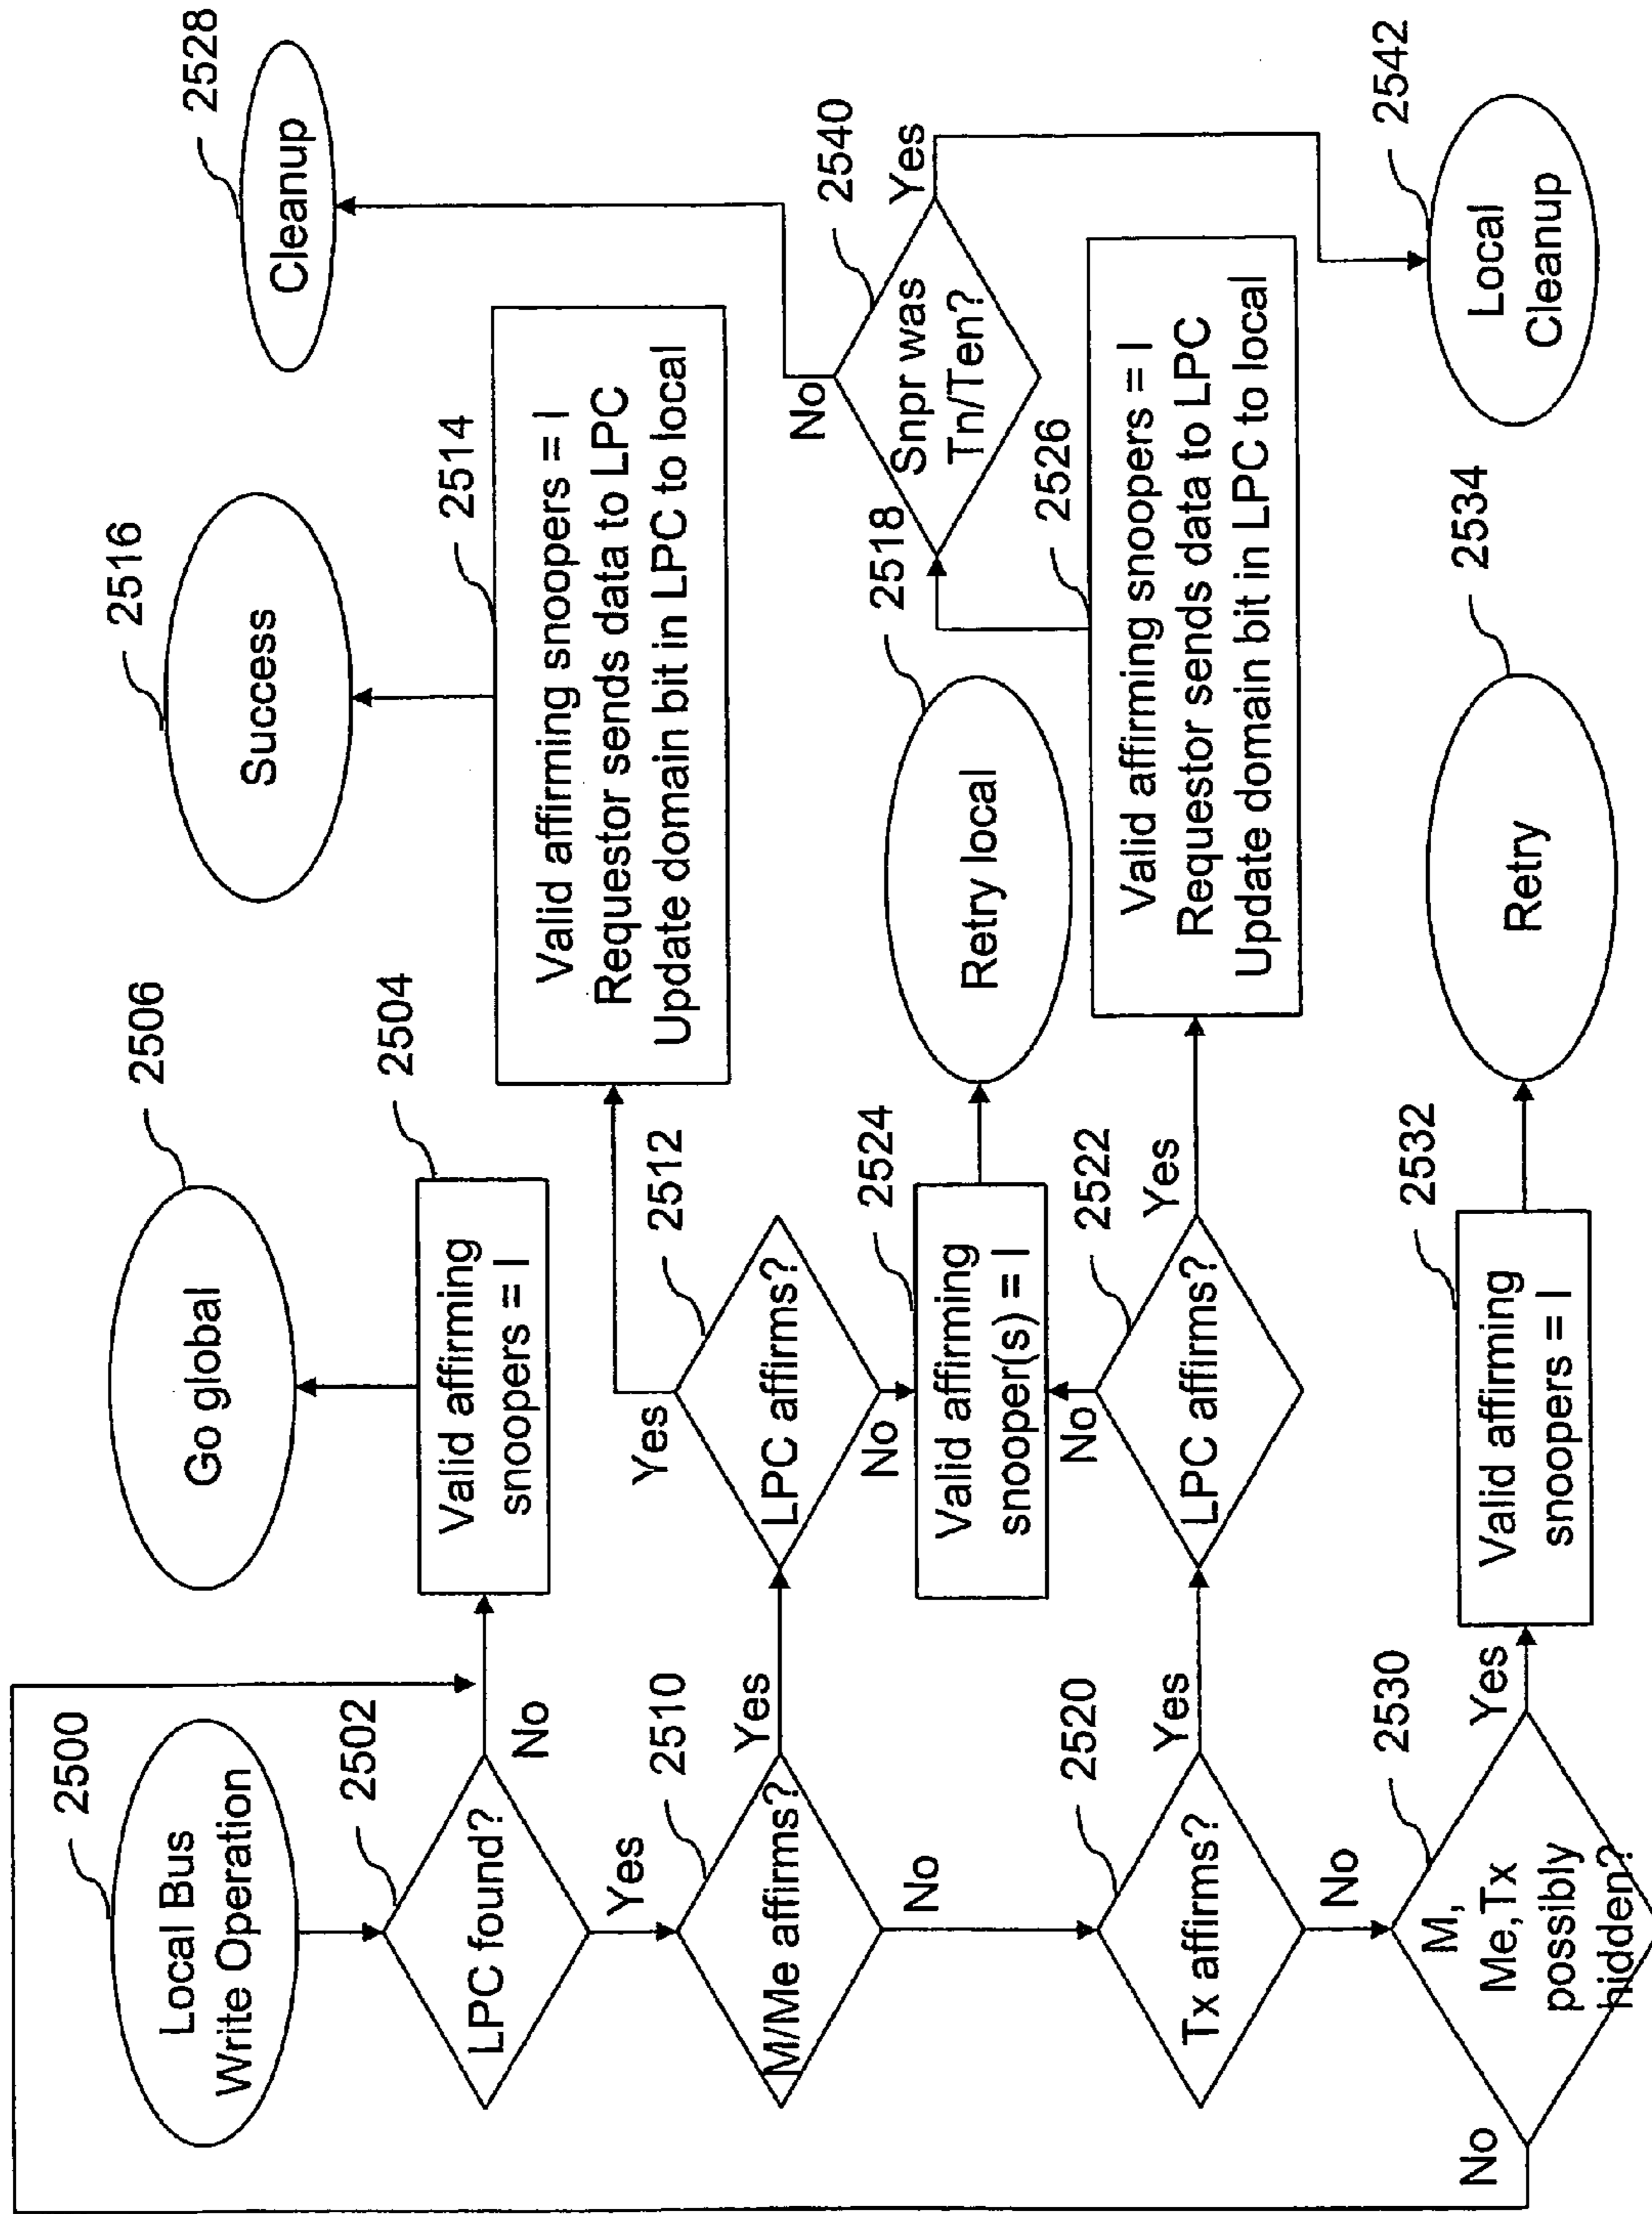 2500
Local Bus
Write Operation
2502
LPC found?
No
Yes
2504
Valid affirming
snoopers = I
2506
Go global
2510
M/Me affirms?
Yes
No
2512
LPC affirms?
Yes
No
2514
Valid affirming snoopers = I
Requestor sends data to LPC
Update domain bit in LPC to local
2516
Success
2520
Tx affirms?
Yes
No
2522
LPC affirms?
Yes
No
2524
Valid affirming
snooper(s) = I
2518
Retry local
2526
Valid affirming snoopers = I
Requestor sends data to LPC
Update domain bit in LPC to local
2540
Snpr was
Tn/Ten?
No
Yes
2528
Cleanup
2542
Local
Cleanup
2530
M,
Me,Tx
possibly
hidden?
Yes
No
2532
Valid affirming
snoopers = I
2534
Retry